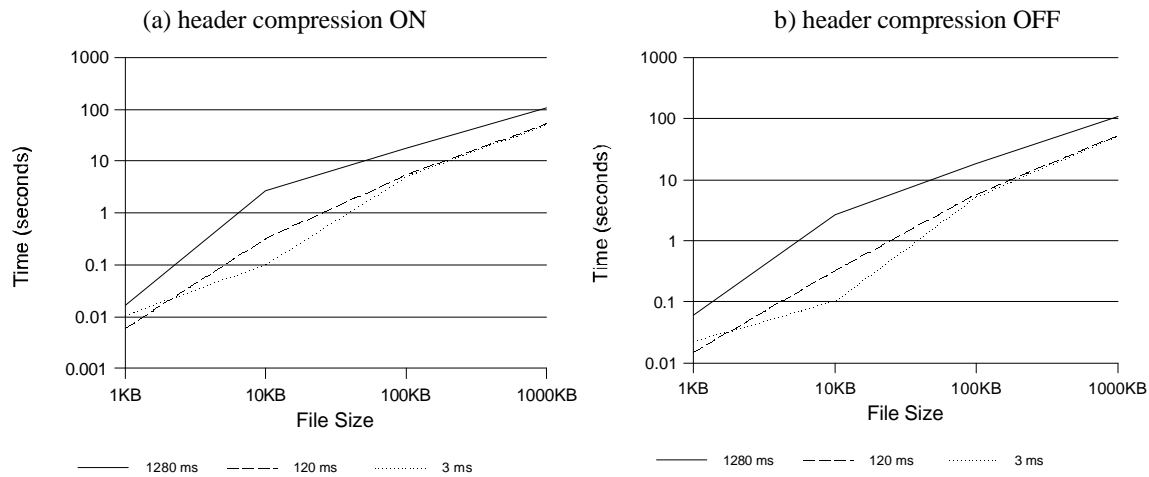 (a) header compression ON
1000
100
10
1
0.1
0.01
0.001
Time (seconds)
1KB 10KB 100KB 1000KB
File Size
1280 ms 120 ms 3 ms
b) header compression OFF
1000
100
10
1
0.1
0.01
Time (seconds)
1KB 10KB 100KB 1000KB
File Size
1280 ms 120 ms 3 ms